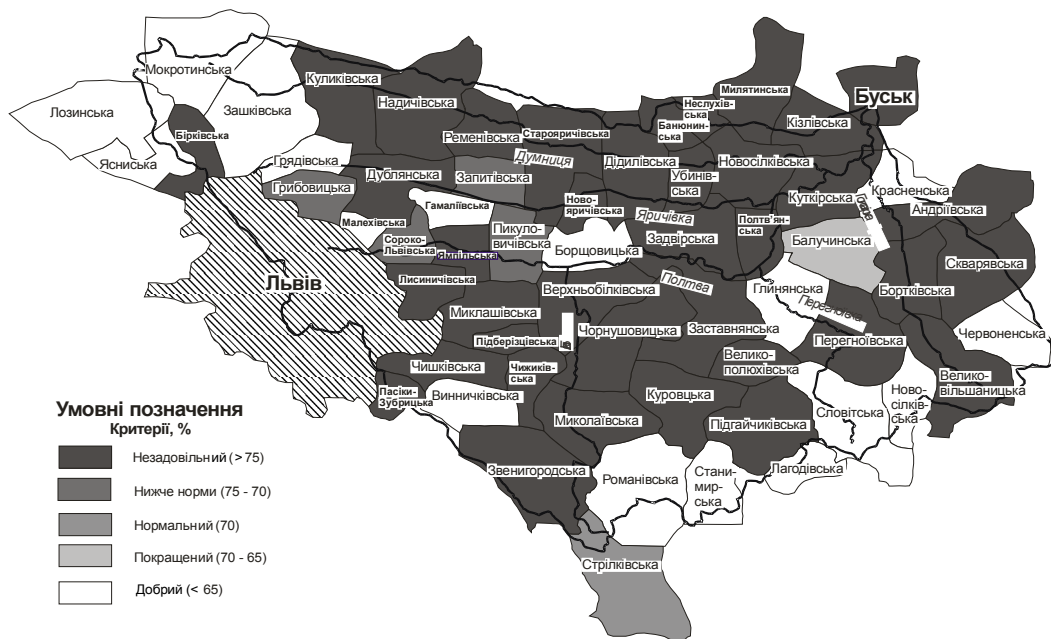 Мокротинська
Лозинська
Зашківська
Бірківська
Ясниська
Куликівська
Надичівська
Милятинська
Неслухів-
ська
Банюнин-
ська
Буськ
Кізлівська
Ременівська
Старояричівська
Думниця
Дідилівська
Новосілківська
Грядівська
Дублянська
Запитівська
Убинів-
ська
Грибовицька
Гамаліївська
Ново-
яричівська
Яричівка
Куткірська
Красненська
Андріївська
Малехівська
Пикуло-
вичівська
Полтв'ян-
ська
Сороко-
Львівська
Ямпільська
Борщовицька
Задвірська
Балучинська
Скварявська
Львів
Лисиничівська
Верхньобілківська
Полтва
Глинянська
Бортківська
Миклашівська
Перегноївка
Підберізцівська
Чорнушовицька
Заставнянська
Перегноївська
Червоненська
Чишківська
Чижиків-
ська
Велико-
полюхівська
Велико-
вільшаницька
Пасіки-
Зубрицька
Винничківська
Куровцька
Ново-
сілків-
ська
Словітська
Миколаївська
Підгайчиківська
Звенигородська
Романівська
Стани-
мир-
ська
Лагодівська
Стрілківська
Умовні позначення
Критерії, %
Незадовільний (> 75)
Нижче норми (75 - 70)
Нормальний (70)
Покращений (70 - 65)
Добрий (< 65)